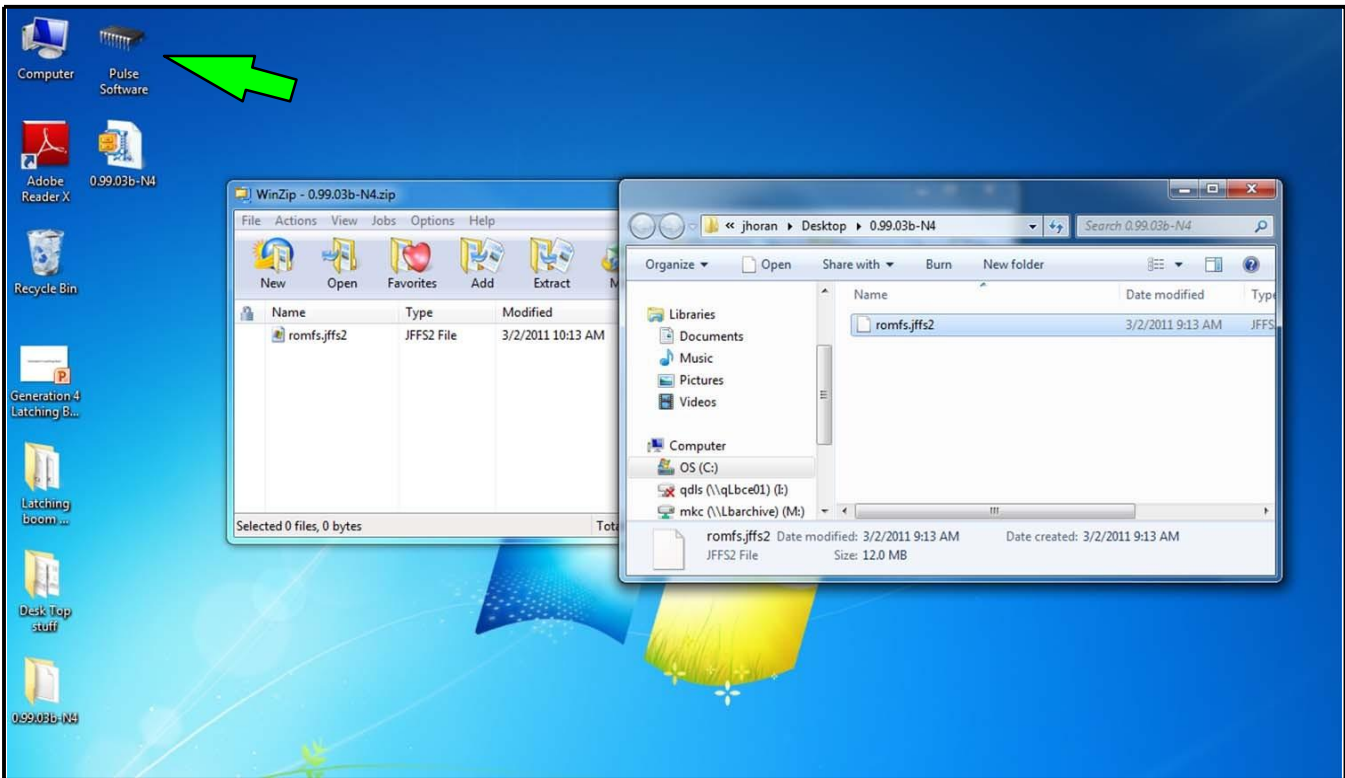 Computer
Pulse
Software
Adobe
Reader X
0.99.03b-N4
Recycle Bin
Generation 4
Latching B...
Latching
boom ...
Desk Top
stuff
0.99.03b-N4
WinZip - 0.99.03b-N4.zip
File Actions View Jobs Options Help
New Open Favorites Add Extract M
Name Type Modified
romfs.jffs2 JFFS2 File 3/2/2011 10:13 AM
Selected 0 files, 0 bytes Tota
« jhoran ▸ Desktop ▸ 0.99.03b-N4
Search 0.99.03b-N4
Organize Open Share with Burn New folder
Name Date modified Type
romfs.jffs2 3/2/2011 9:13 AM JFFS
Libraries
Documents
Music
Pictures
Videos
Computer
OS (C:)
qdls (\\qLbce01) (I:)
mkc (\\Lbarchive) (M:)
romfs.jffs2 Date modified: 3/2/2011 9:13 AM Date created: 3/2/2011 9:13 AM
JFFS2 File Size: 12.0 MB